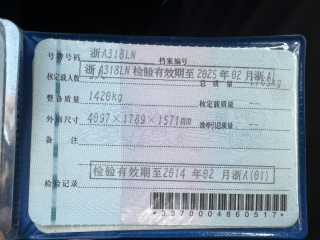 号牌号码 浙A318LN 档案编号
浙A318LN检验有效期至2025年02月浙A
核定载人数 总质量
整备质量 1420kg 核定载质量 --
外廓尺寸 4097×1789×1571mm 准牵引总质量 --
备注
检验有效期至2014年02月浙A(01)
检验记录
*3370004860517*